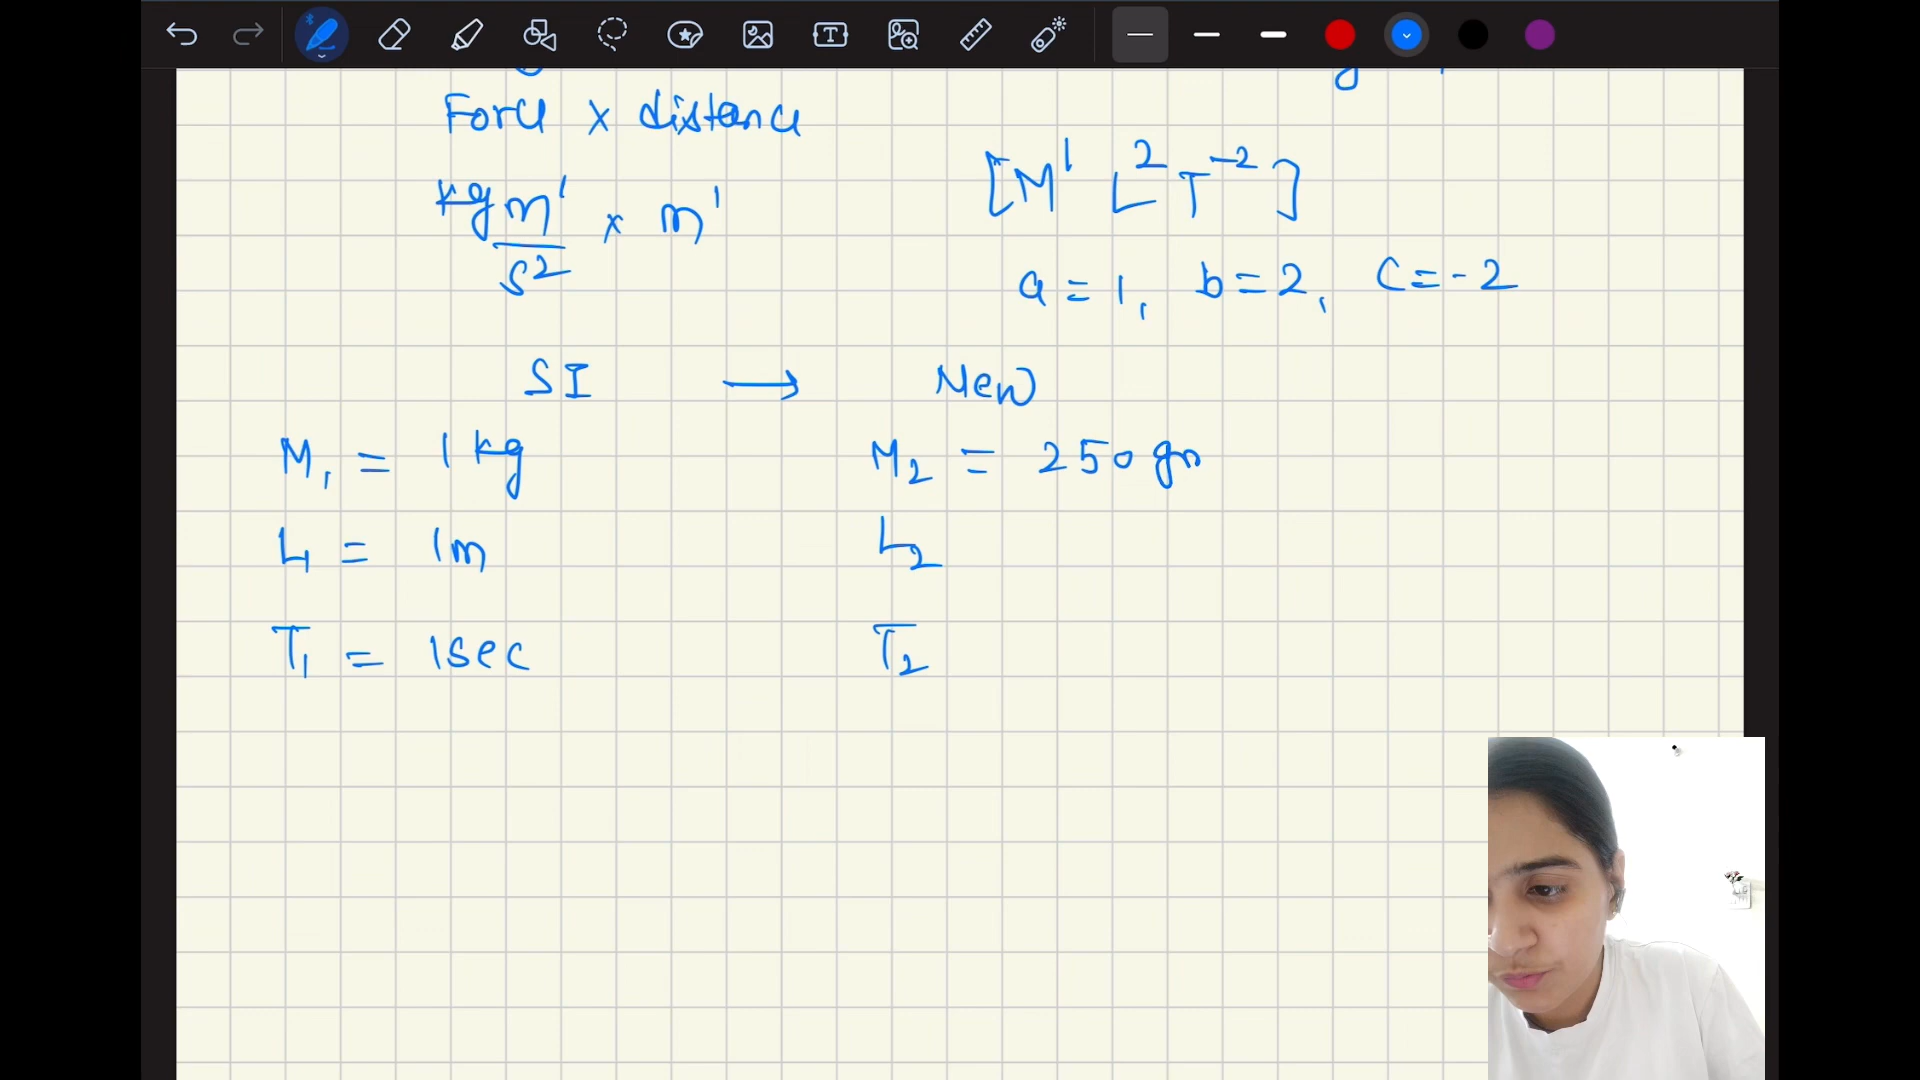 Force × distance
kg m¹ × m¹
s²
[M¹ L² T⁻²]
a = 1, b = 2, c = -2
SI → New
M₁ = 1 kg M₂ = 250 gm
L₁ = 1m L₂
T₁ = 1sec T₂